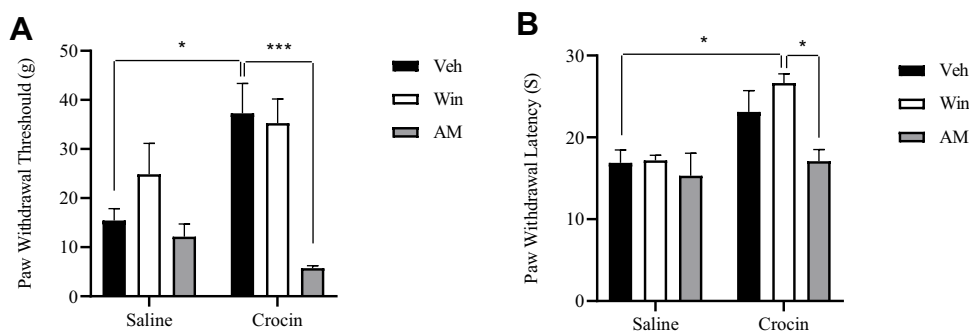 A
Paw Withdrawal Threshould (g)
50
40
30
20
10
0
*
***
Veh
Win
AM
Saline
Crocin
B
Paw Withdrawal Latency (S)
30
20
10
0
*
*
Veh
Win
AM
Saline
Crocin